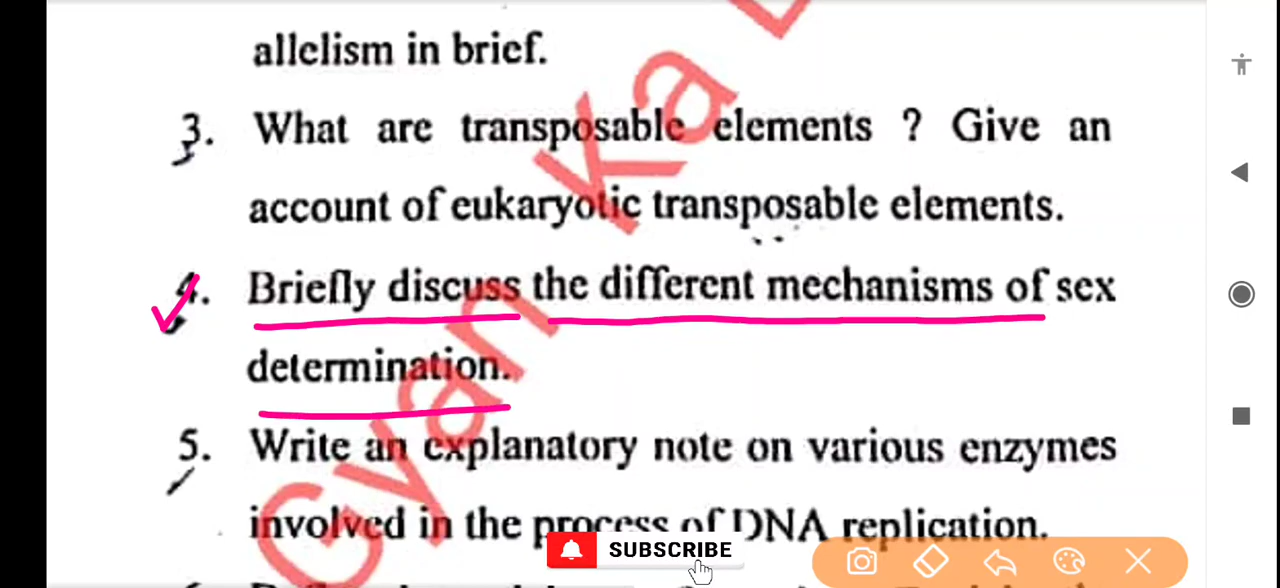 allelism in brief.
3. What are transposable elements ? Give an
account of eukaryotic transposable elements.
4. Briefly discuss the different mechanisms of sex
determination.
5. Write an explanatory note on various enzymes
involved in the process of DNA replication.
Gyan Ka
SUBSCRIBE